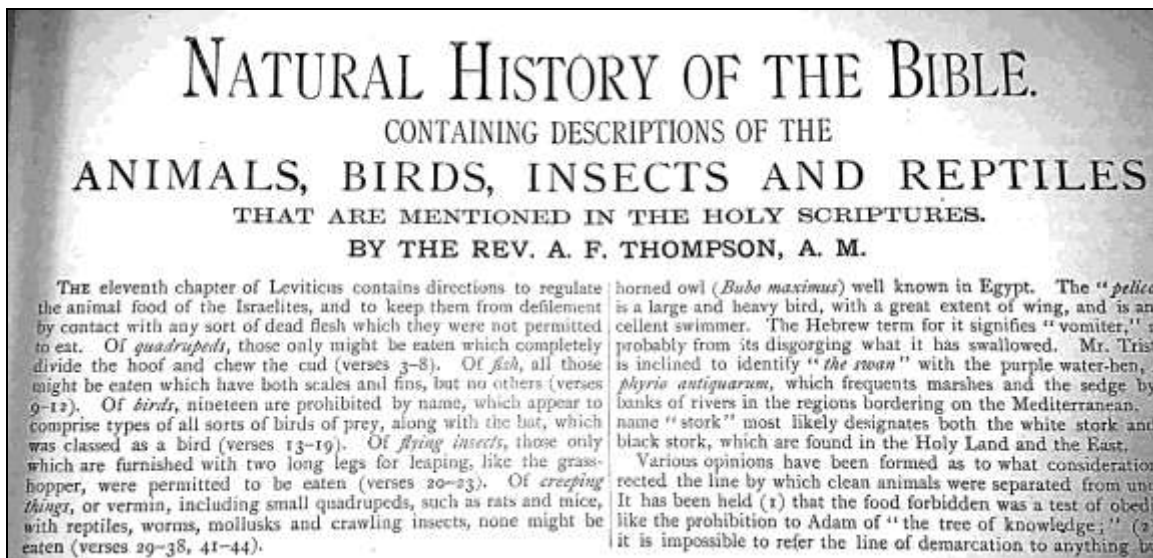 NATURAL HISTORY OF THE BIBLE.
CONTAINING DESCRIPTIONS OF THE
ANIMALS, BIRDS, INSECTS AND REPTILES
THAT ARE MENTIONED IN THE HOLY SCRIPTURES.
BY THE REV. A. F. THOMPSON, A. M.
THE eleventh chapter of Leviticus contains directions to regulate
the animal food of the Israelites, and to keep them from defilement
by contact with any sort of dead flesh which they were not permitted
to eat. Of quadrupeds, those only might be eaten which completely
divide the hoof and chew the cud (verses 3–8). Of fish, all those
might be eaten which have both scales and fins, but no others (verses
9–12). Of birds, nineteen are prohibited by name, which appear to
comprise types of all sorts of birds of prey, along with the bat, which
was classed as a bird (verses 13–19). Of flying insects, those only
which are furnished with two long legs for leaping, like the grass-
hopper, were permitted to be eaten (verses 20–23). Of creeping
things, or vermin, including small quadrupeds, such as rats and mice,
with reptiles, worms, mollusks and crawling insects, none might be
eaten (verses 29–38, 41–44).
horned owl (Bubo maximus) well known in Egypt. The "pelic
is a large and heavy bird, with a great extent of wing, and is an
cellent swimmer. The Hebrew term for it signifies "vomiter,"
probably from its disgorging what it has swallowed. Mr. Trist
is inclined to identify "the swan" with the purple water-hen,
phyrio antiquarum, which frequents marshes and the sedge by
banks of rivers in the regions bordering on the Mediterranean.
name "stork" most likely designates both the white stork and
black stork, which are found in the Holy Land and the East.
Various opinions have been formed as to what consideration
rected the line by which clean animals were separated from unc
It has been held (1) that the food forbidden was a test of obedi
like the prohibition to Adam of "the tree of knowledge;" (2
it is impossible to refer the line of demarcation to anything b